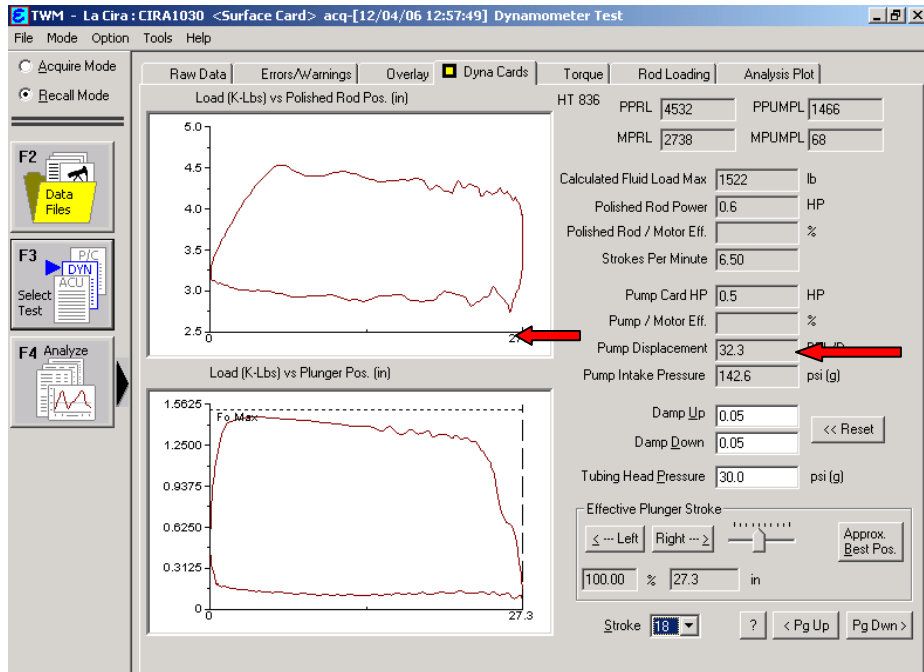 TWM - La Cira : CIRA1030 <Surface Card> acq-[12/04/06 12:57:49] Dynamometer Test
File Mode Option Tools Help
Acquire Mode
Recall Mode
F2
Data
Files
F3
P/C
DYN
ACU
Select
Test
F4 Analyze
Raw Data Errors/Warnings Overlay Dyna Cards Torque Rod Loading Analysis Plot
Load (K-Lbs) vs Polished Rod Pos. (in)
5.0
4.5
4.0
3.5
3.0
2.5
0
Load (K-Lbs) vs Plunger Pos. (in)
1.5625
Fo Max
1.2500
0.9375
0.6250
0.3125
0
0 27.3
HT 836 PPRL 4532 PPUMPL 1466
MPRL 2738 MPUMPL 68
Calculated Fluid Load Max 1522 lb
Polished Rod Power 0.6 HP
Polished Rod / Motor Eff. %
Strokes Per Minute 6.50
Pump Card HP 0.5 HP
Pump / Motor Eff. %
Pump Displacement 32.3
Pump Intake Pressure 142.6 psi (g)
Damp Up 0.05
Damp Down 0.05
<< Reset
Tubing Head Pressure 30.0 psi (g)
Effective Plunger Stroke
< --- Left Right --- >
Approx.
Best Pos.
100.00 % 27.3 in
Stroke 18 ? < Pg Up Pg Dwn >